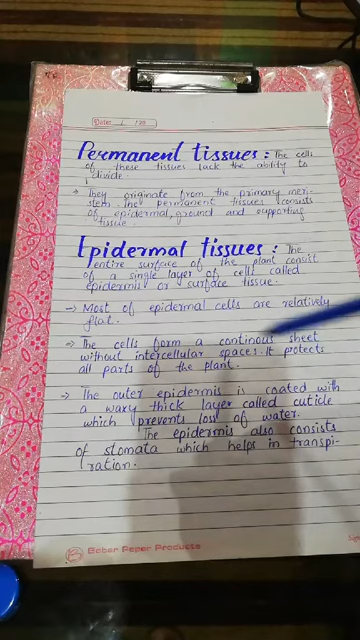 Date: / /20
Permanent tissues: The cells
of these tissues lack the ability to
divide.
→ They originate from the primary meri-
stem. The permanent tissues consists
of epidermal, ground and supporting
tissue.
Epidermal tissues: The
entire surface of the plant consist
of a single layer of cells called
epidermis or surface tissue.
→ Most of epidermal cells are relatively
flat.
→ The cells form a continous sheet
without intercellular spaces. It protects
all parts of the plant.
→ The outer epidermis is coated with
a waxy thick layer called cuticle
which prevents loss of water.
The epidermis also consists
of stomata which helps in transpi-
ration.
Baber Paper Products